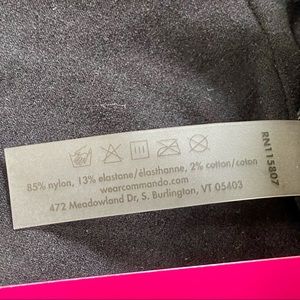 85% nylon, 13% elastane/élasthanne, 2% cotton/coton
wearcommando.com
472 Meadowland Dr, S. Burlington, VT 05403
RN115807